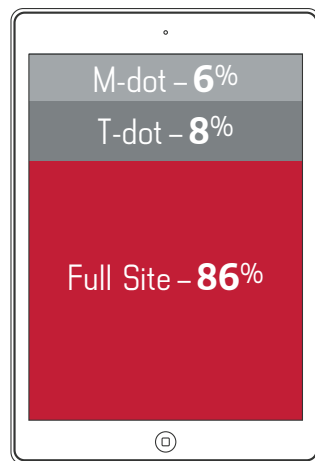 M-dot – 6%
T-dot – 8%
Full Site – 86%